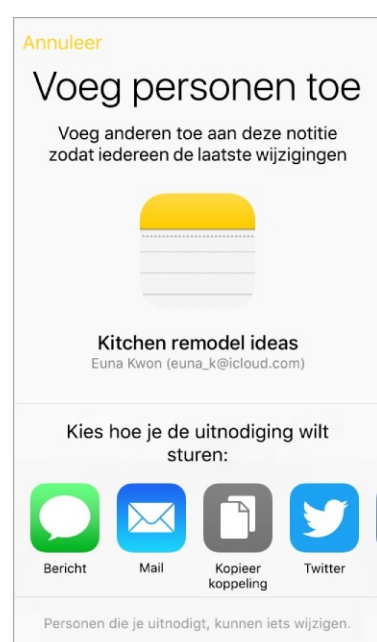 Annuleer
Voeg personen toe
Voeg anderen toe aan deze notitie
zodat iedereen de laatste wijzigingen
Kitchen remodel ideas
Euna Kwon (euna_k@icloud.com)
Kies hoe je de uitnodiging wilt
sturen:
Bericht
Mail
Kopieer
koppeling
Twitter
Personen die je uitnodigt, kunnen iets wijzigen.